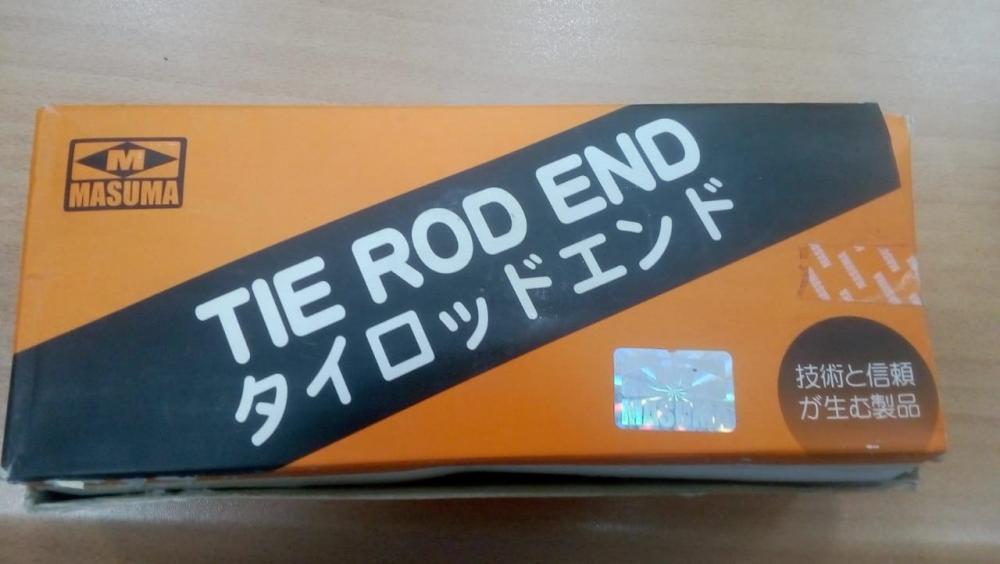 M
MASUMA
TIE ROD END
タイロッドエンド
MASUMA
技術と信頼
が生む製品